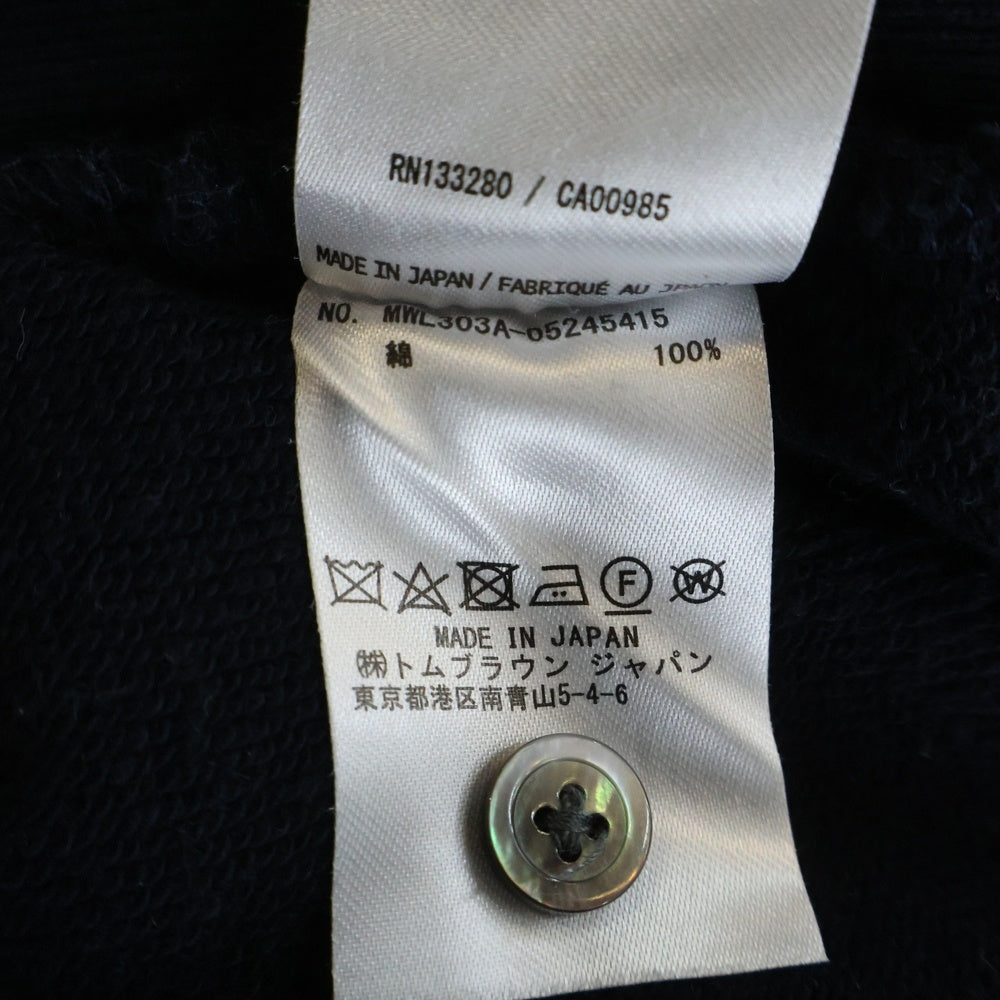 RN133280 / CA00985
MADE IN JAPAN / FABRIQUÉ AU JAPON
NO. MWL303A-05245415
綿 100%
F W
MADE IN JAPAN
㈱トムブラウン ジャパン
東京都港区南青山5-4-6